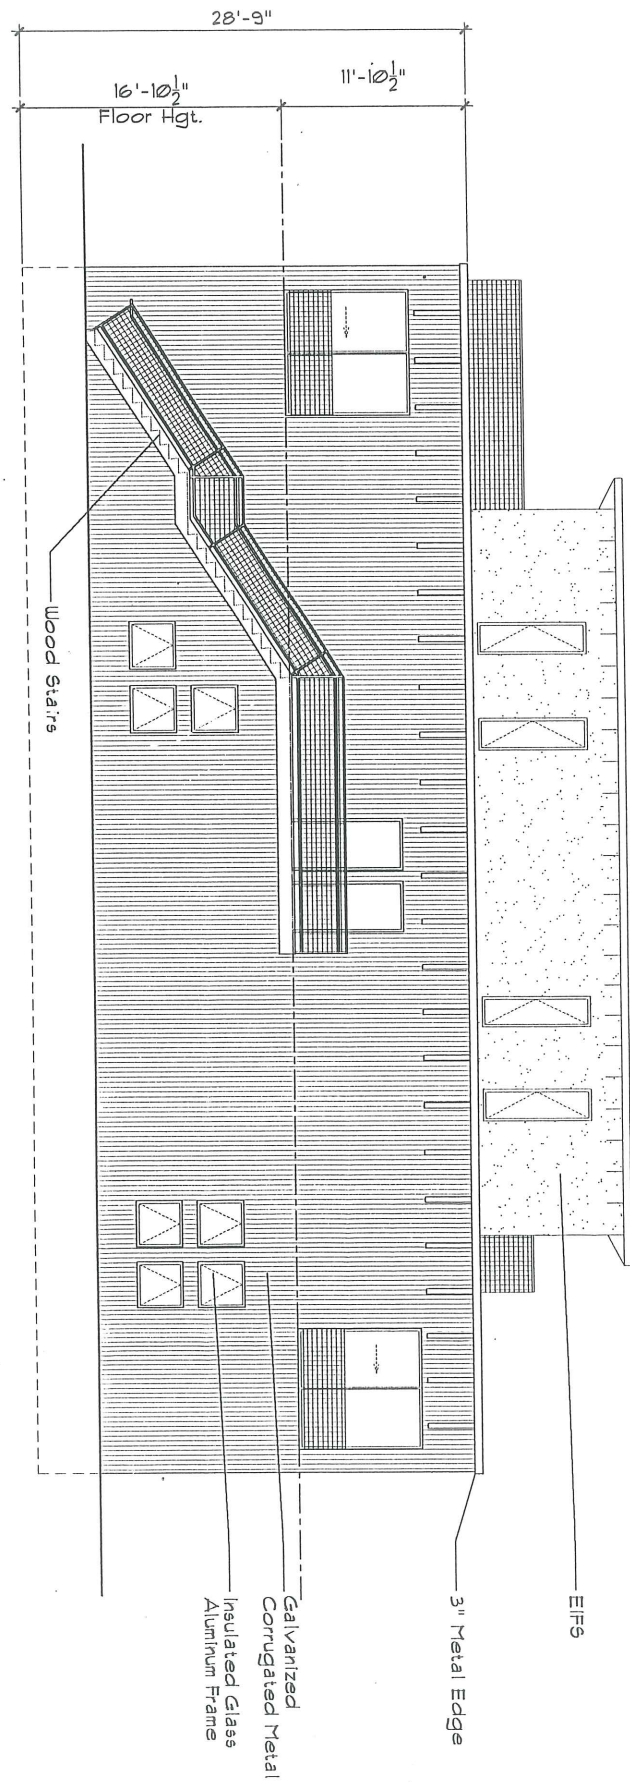 28'-9"
16'-10½"
Floor Hgt.
11'-10½"
Wood Stairs
EIFS
3" Metal Edge
Galvanized
Corrugated Metal
Insulated Glass
Aluminum Frame